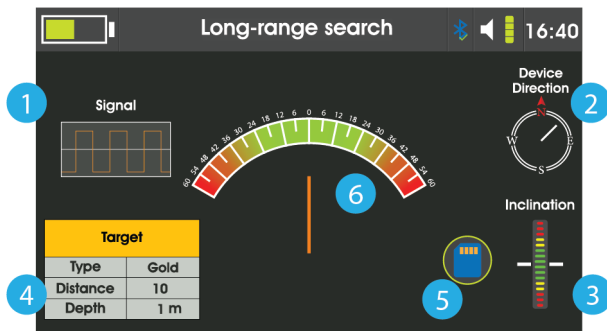 Long-range search
16:40
1
Signal
Device
Direction
2
N
W
E
S
60 54 48 42 36 30 24 18 12 6 0 6 12 18 24 30 36 42 48 54 60
6
Inclination
Target
Type Gold
Distance 10
Depth 1 m
4
5
3